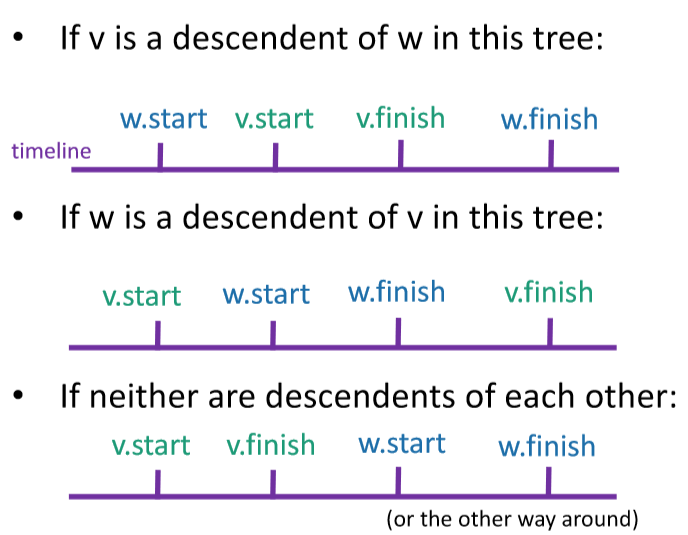 • If v is a descendent of w in this tree:
w.start v.start v.finish w.finish
timeline
• If w is a descendent of v in this tree:
v.start w.start w.finish v.finish
• If neither are descendents of each other:
v.start v.finish w.start w.finish
(or the other way around)